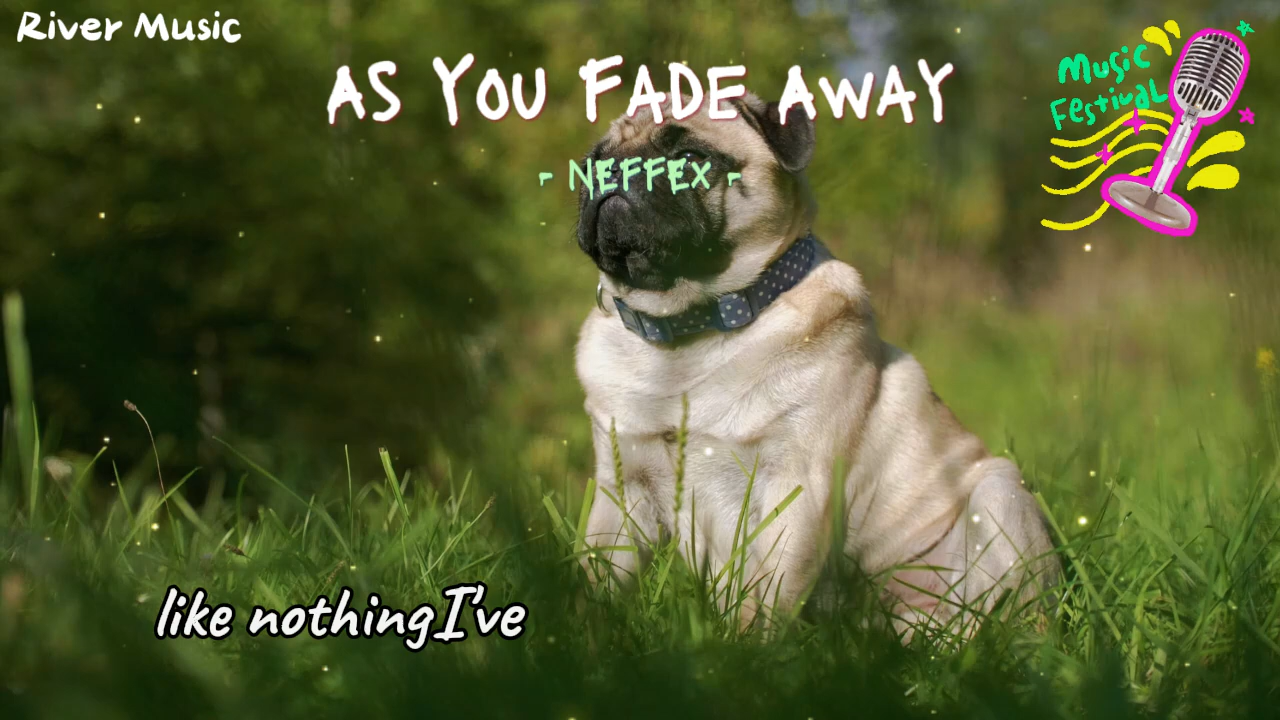 River Music
AS YOU FADE AWAY
- NEFFEX -
Music
Festival
like nothingI've